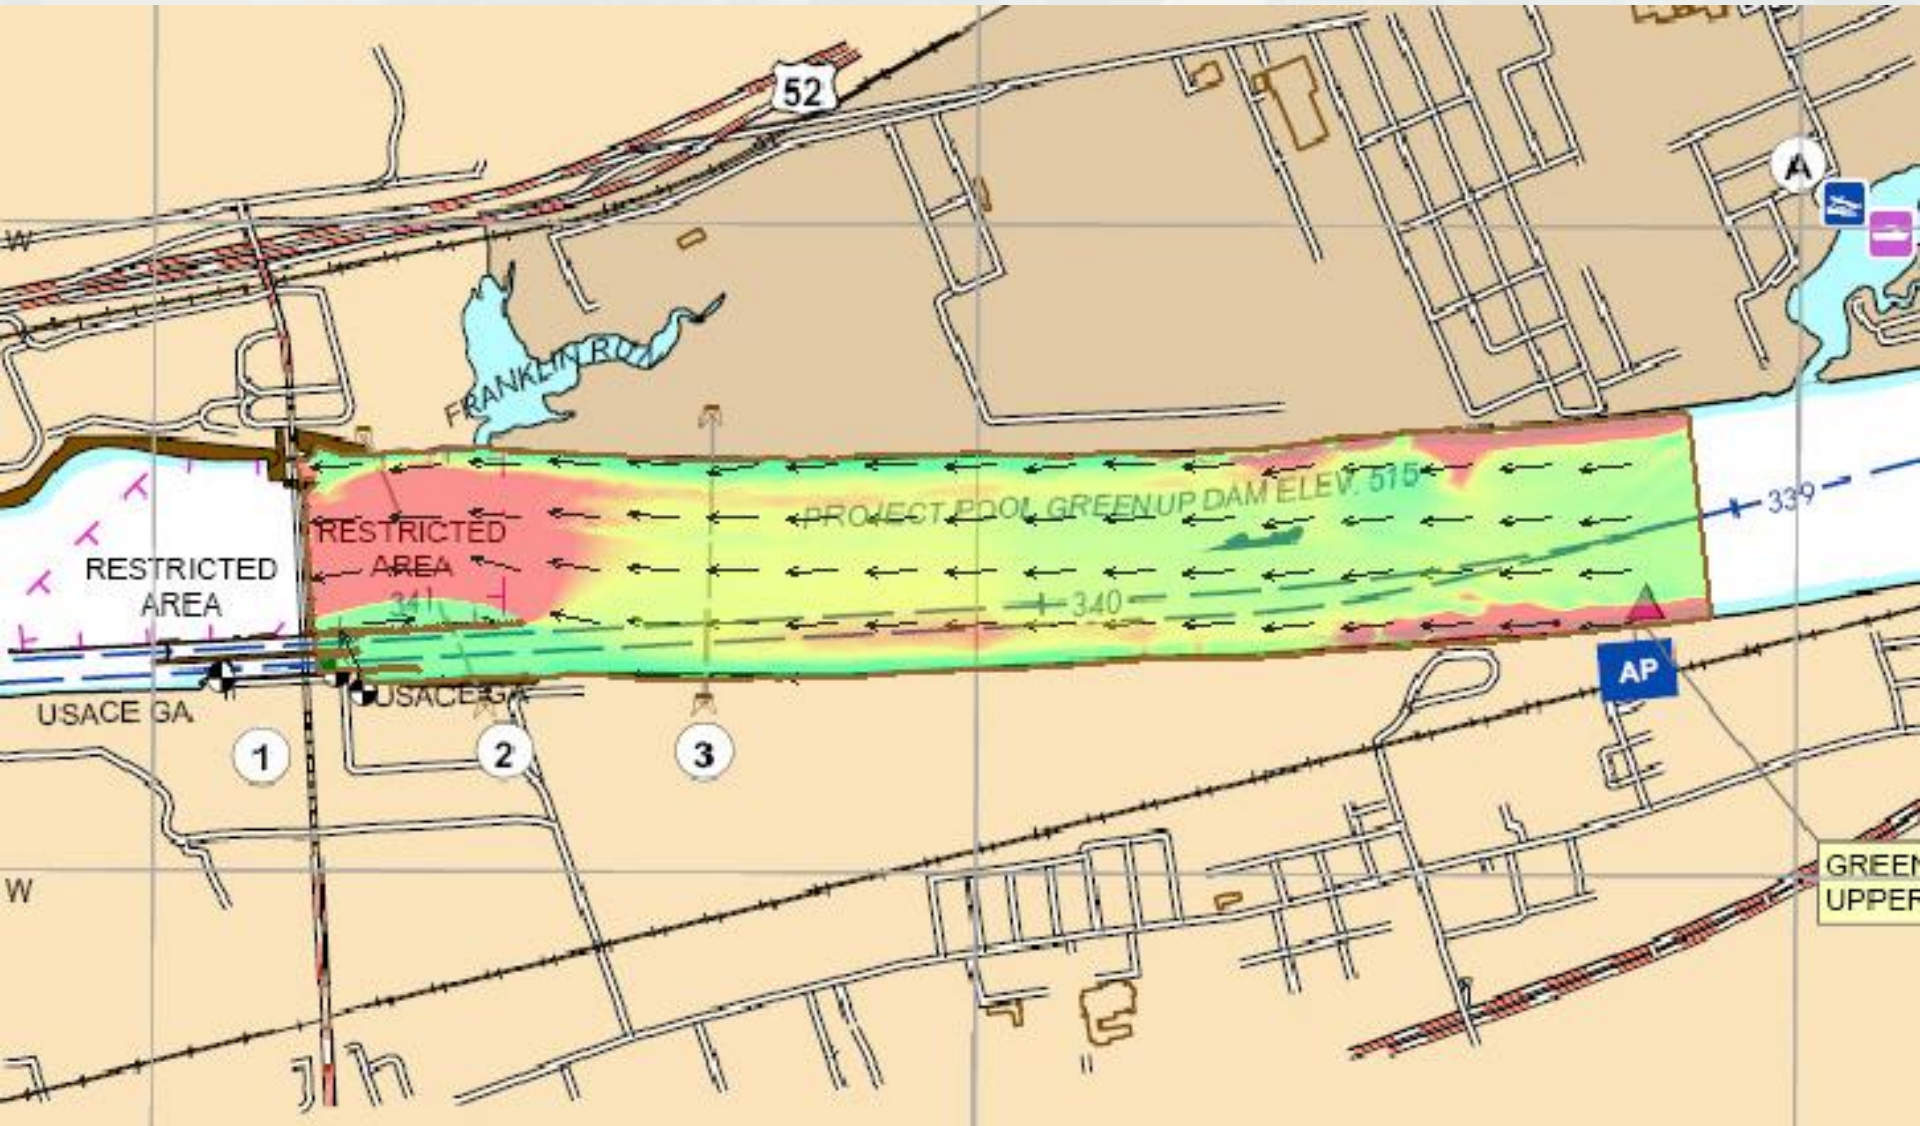 52
A
W
FRANKLIN RUN
PROJECT POOL GREENUP DAM ELEV. 515
339
RESTRICTED
AREA
RESTRICTED
AREA
341
340
AP
USACE GA.
USACE GA
1
2
3
GREEN
UPPER
W